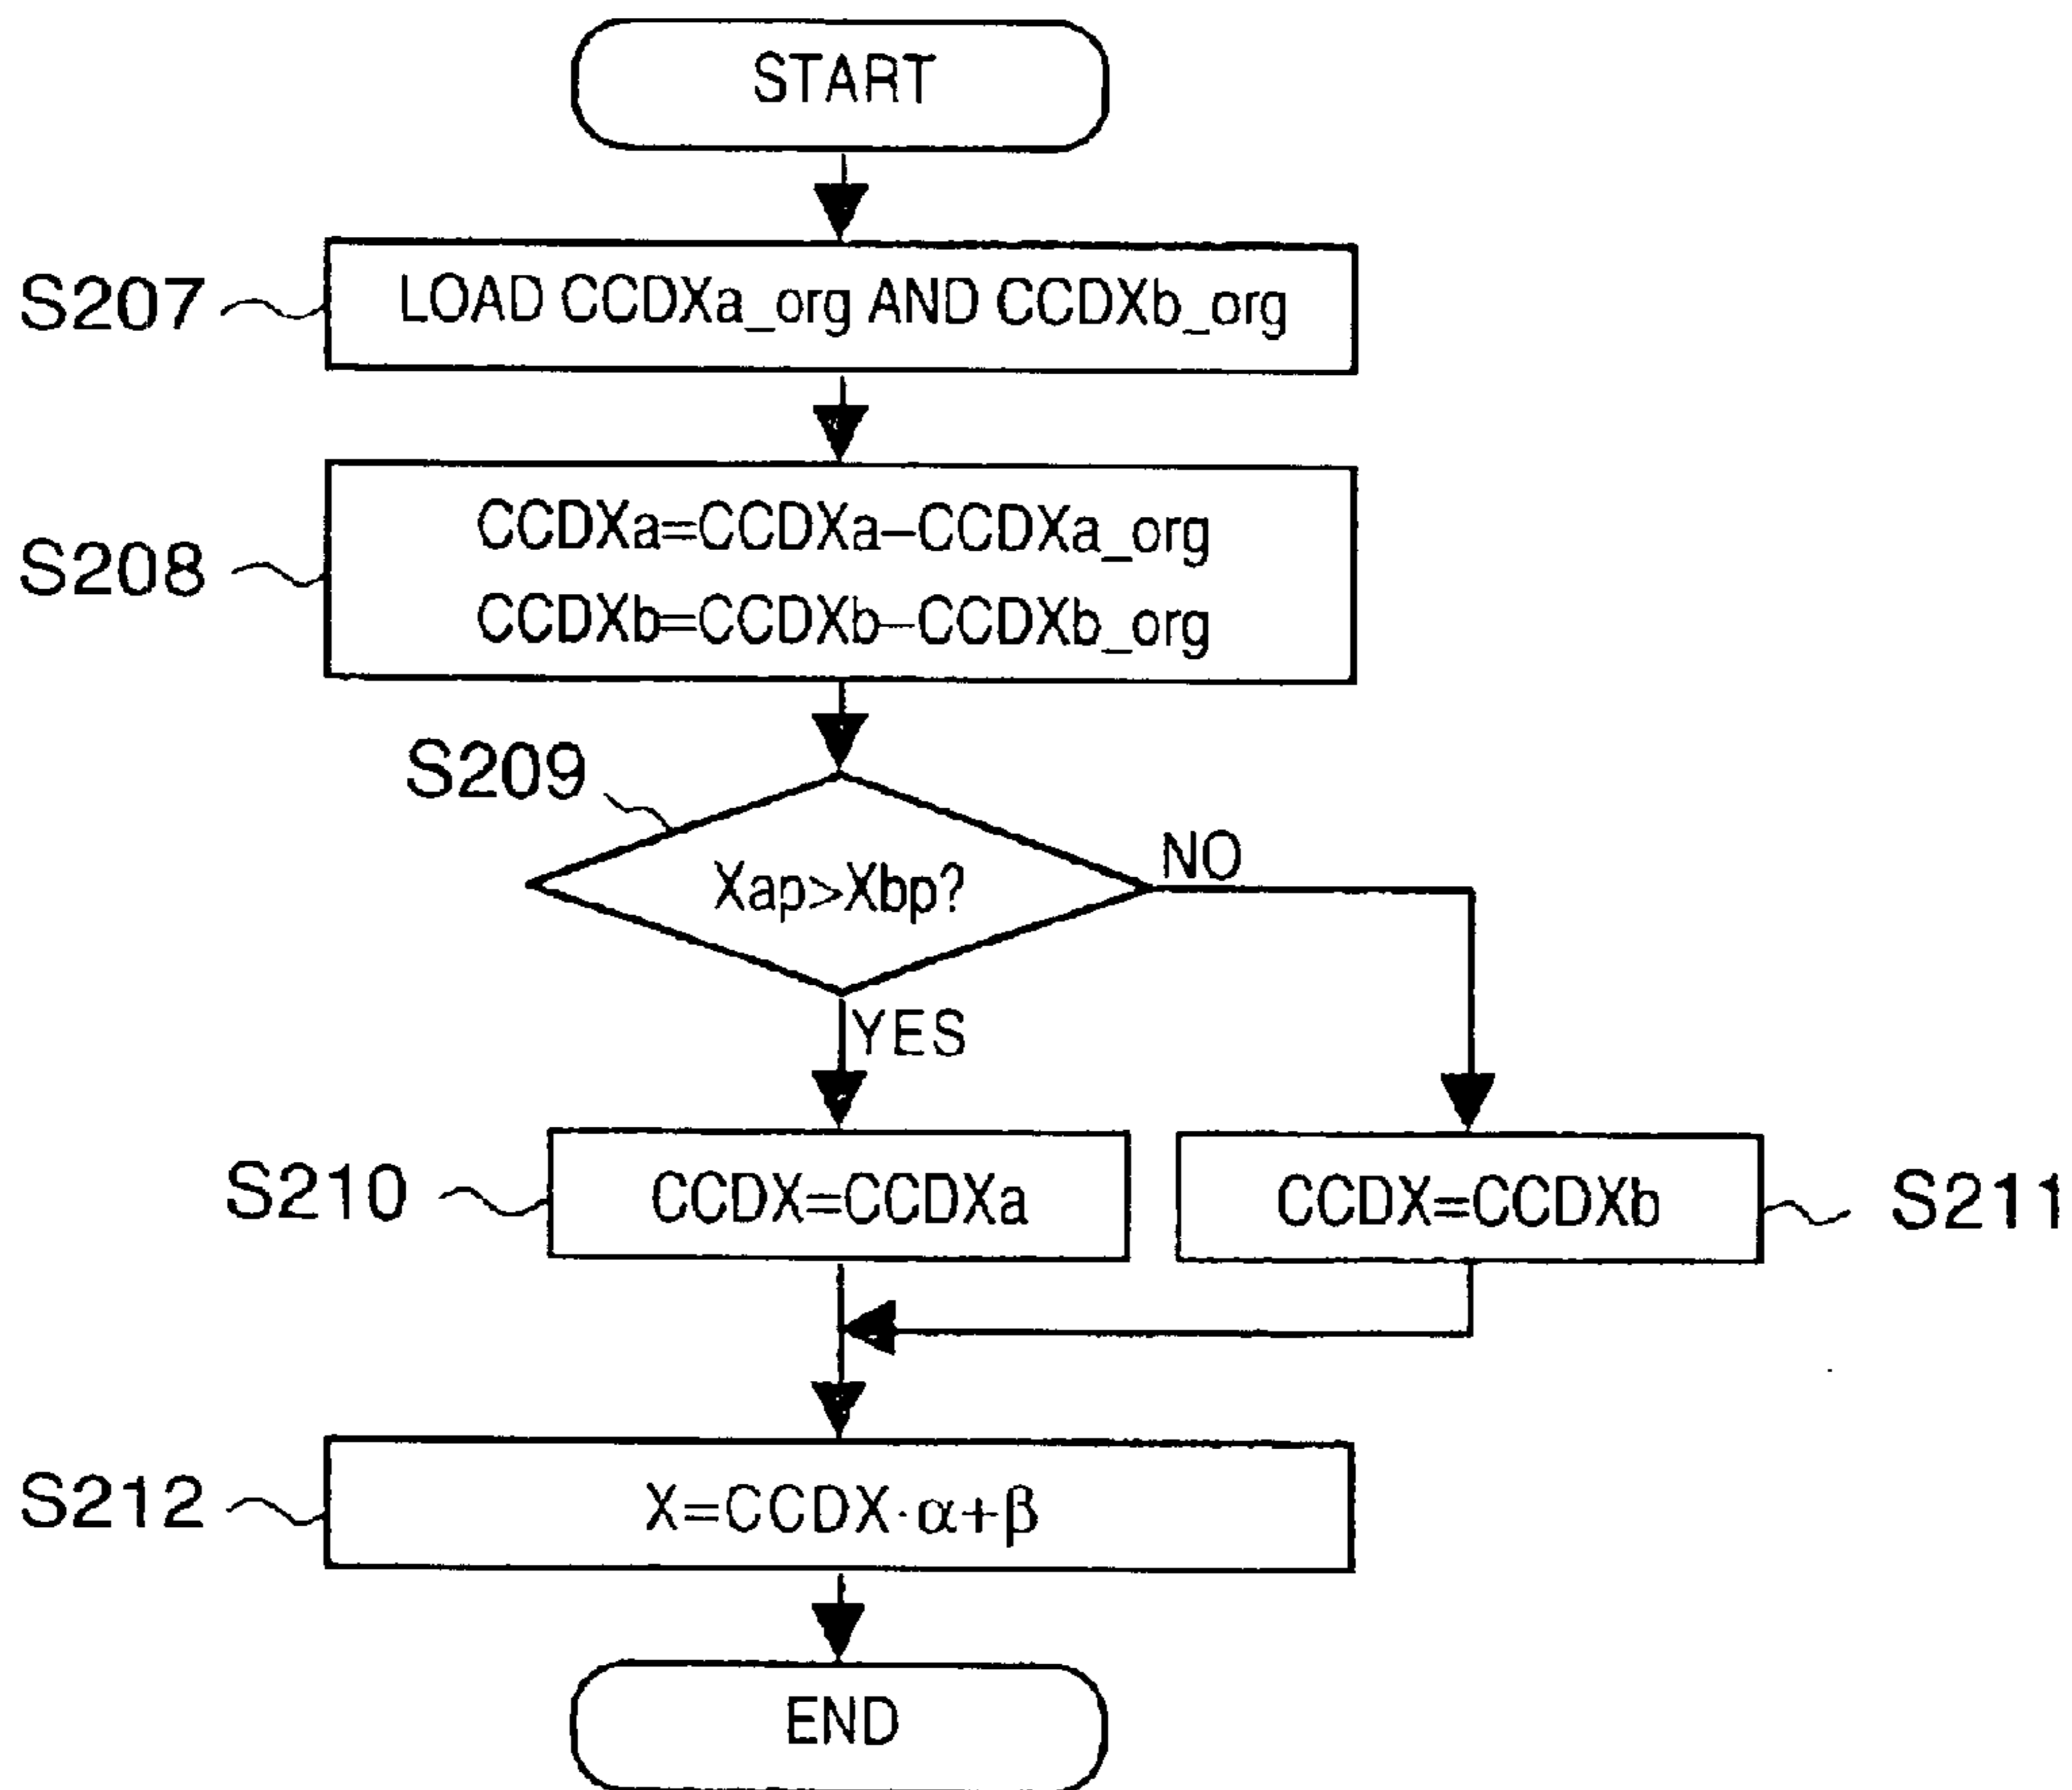 START
S207
LOAD CCDXa_org AND CCDXb_org
S208
CCDXa=CCDXa−CCDXa_org
CCDXb=CCDXb−CCDXb_org
S209
Xap>Xbp?
NO
YES
S210
CCDX=CCDXa
CCDX=CCDXb
S211
S212
X=CCDX·α+β
END